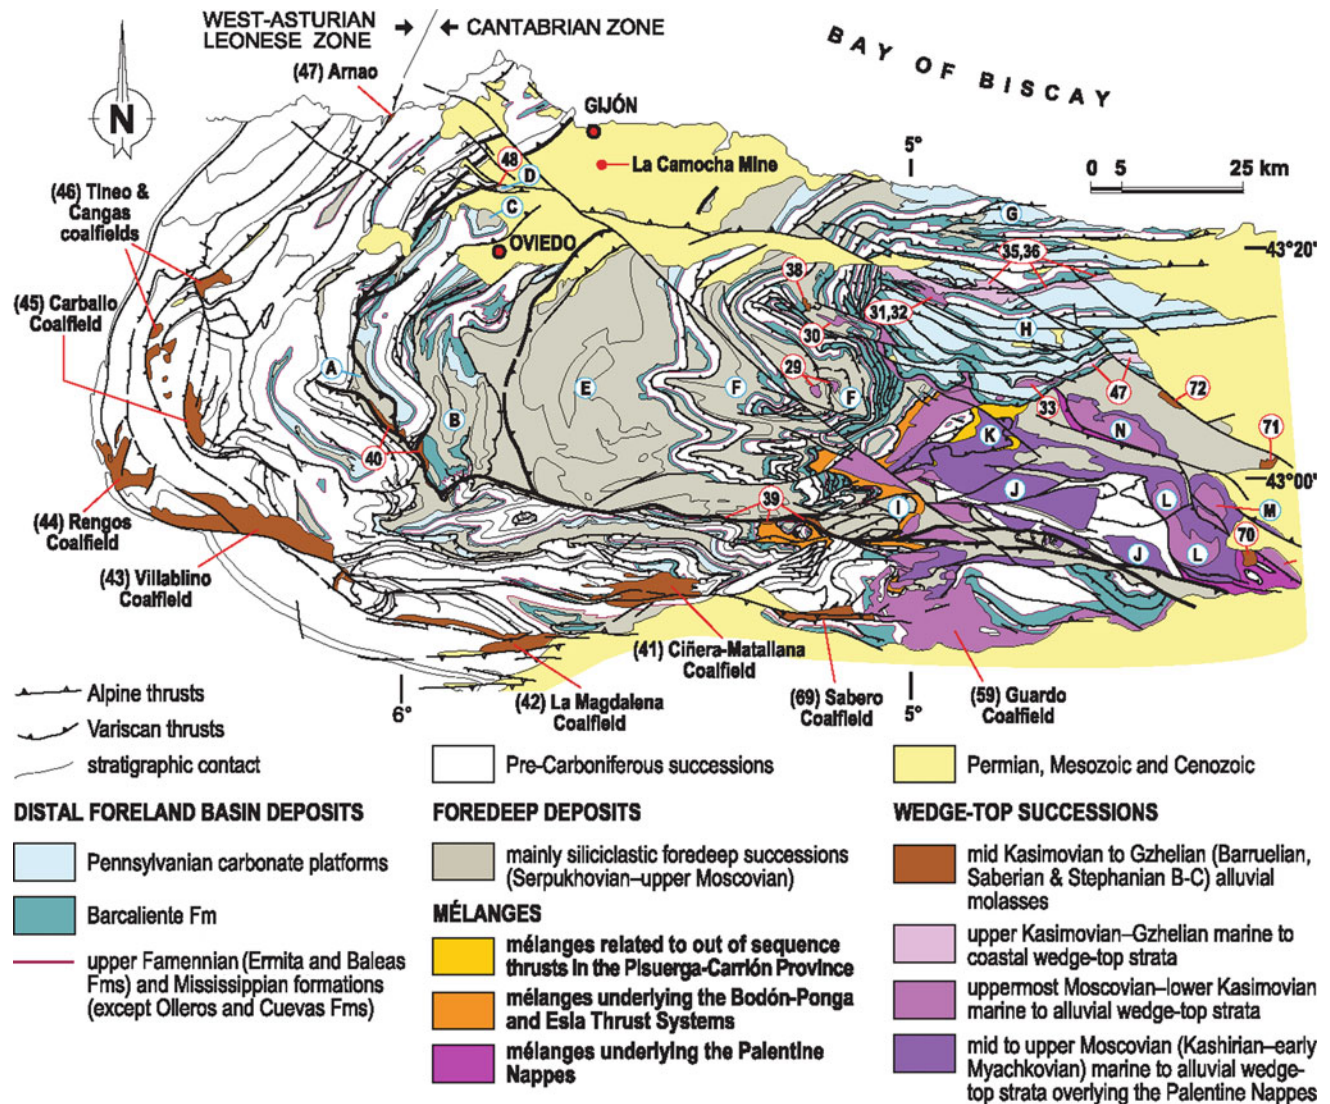 WEST-ASTURIAN
LEONESE ZONE
CANTABRIAN ZONE
BAY OF BISCAY
(47) Arnao
N
GIJÓN
La Camocha Mine
5°
0 5 25 km
48
D
C
G
(46) Tineo &
Cangas
coalfields
OVIEDO
35,36
43°20'
38
(45) Carballo
Coalfield
31,32
30
H
A
29
E
F
F
47
72
B
33
N
71
K
40
43°00'
J
L
M
39
I
(44) Rengos
Coalfield
70
J
L
(43) Villablino
Coalfield
(41) Ciñera-Matallana
Coalfield
(42) La Magdalena
Coalfield
(69) Sabero
Coalfield
(59) Guardo
Coalfield
6°
5°
Alpine thrusts
Variscan thrusts
stratigraphic contact
Pre-Carboniferous successions
Permian, Mesozoic and Cenozoic
DISTAL FORELAND BASIN DEPOSITS
Pennsylvanian carbonate platforms
Barcaliente Fm
upper Famennian (Ermita and Baleas
Fms) and Mississippian formations
(except Olleros and Cuevas Fms)
FOREDEEP DEPOSITS
mainly siliciclastic foredeep successions
(Serpukhovian–upper Moscovian)
MÉLANGES
mélanges related to out of sequence
thrusts in the Pisuerga-Carrión Province
mélanges underlying the Bodón-Ponga
and Esla Thrust Systems
mélanges underlying the Palentine
Nappes
WEDGE-TOP SUCCESSIONS
mid Kasimovian to Gzhelian (Barruelian,
Saberian & Stephanian B-C) alluvial
molasses
upper Kasimovian–Gzhelian marine to
coastal wedge-top strata
uppermost Moscovian–lower Kasimovian
marine to alluvial wedge-top strata
mid to upper Moscovian (Kashirian–early
Myachkovian) marine to alluvial wedge-
top strata overlying the Palentine Nappes